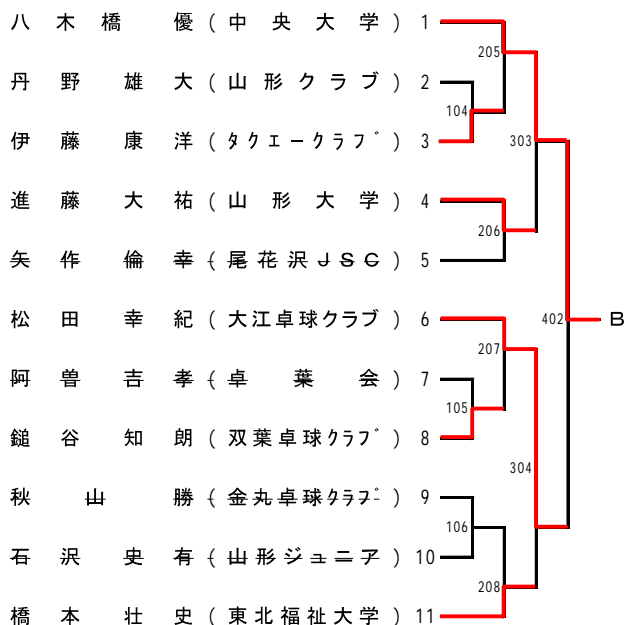 八木橋 優 (中央大学) 1
205
丹野 雄大 (山形クラブ) 2
104
伊藤 康洋 (タクエークラブ) 3
303
進藤 大祐 (山形大学) 4
206
矢作 倫幸 (尾花沢JSC) 5
松田 幸紀 (大江卓球クラブ) 6
402 B
207
阿曽 吉孝 (卓葉会) 7
105
鎚谷 知朗 (双葉卓球クラブ) 8
304
秋山 勝 (金丸卓球クラブ) 9
106
石沢 史有 (山形ジュニア) 10
208
橋本 壮史 (東北福祉大学) 11